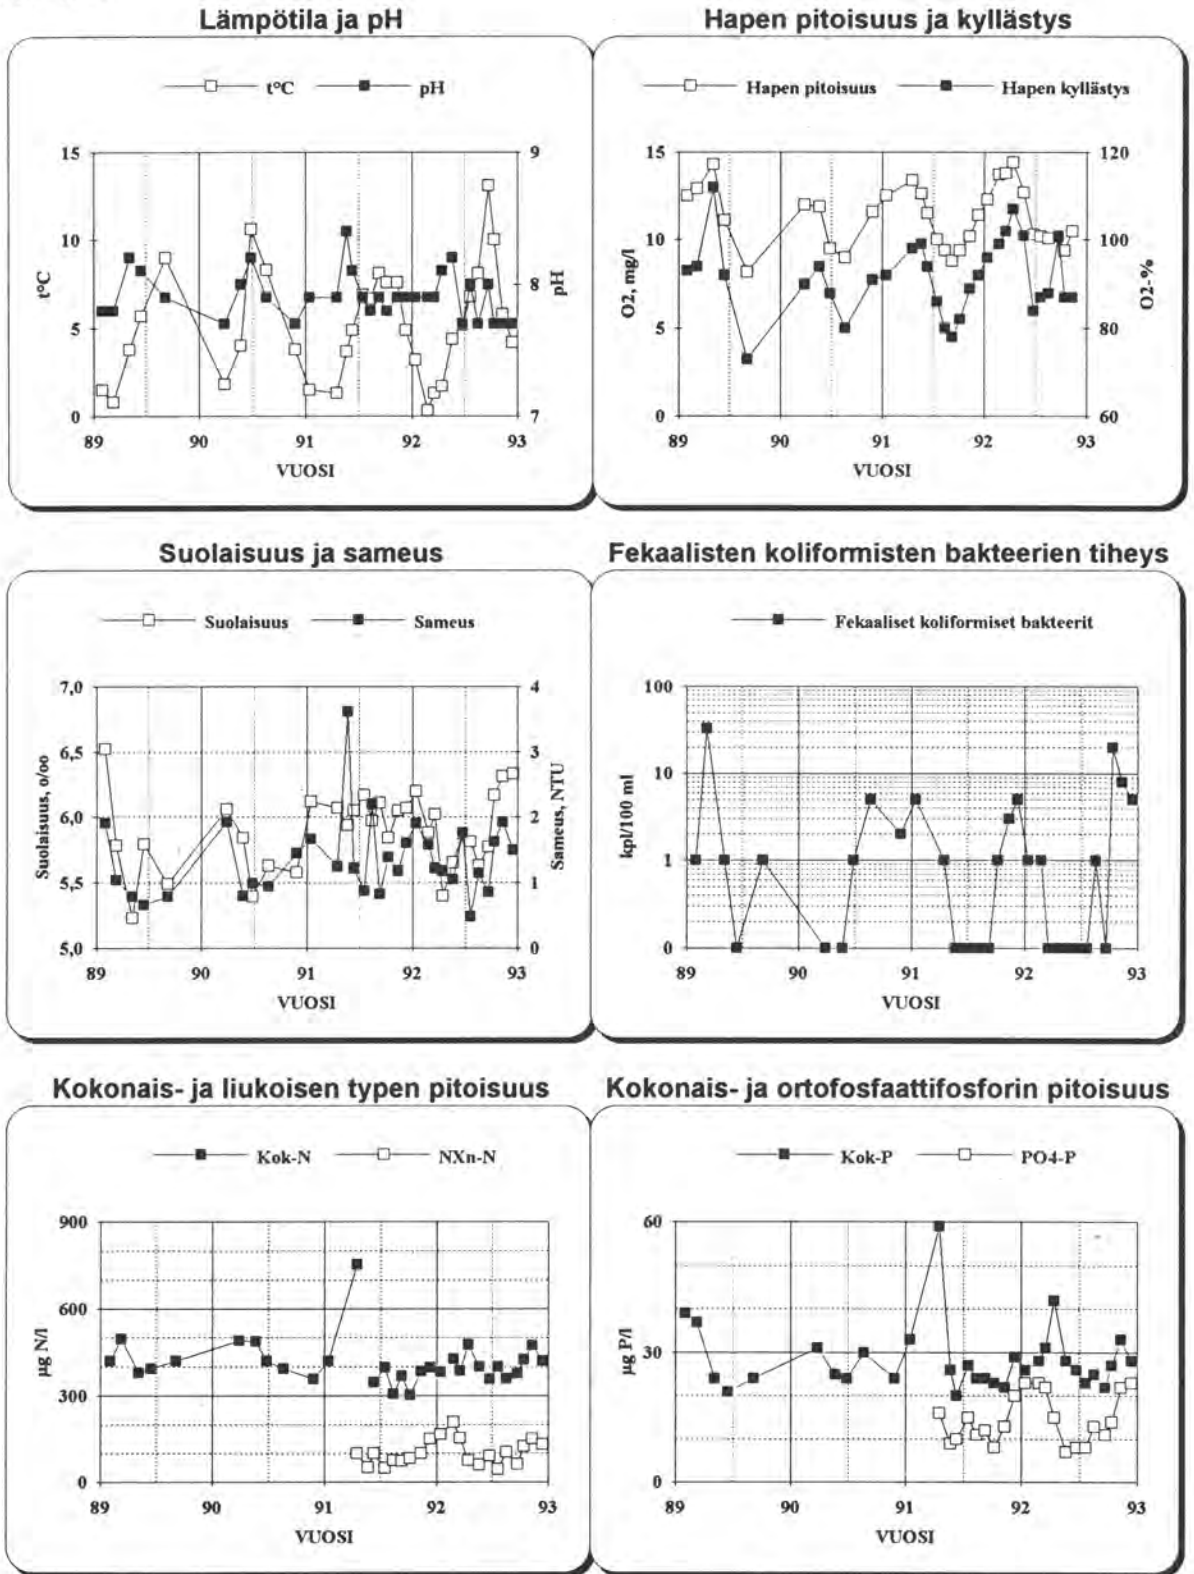 Lämpötila ja pH
t°C pH
15
10
5
0
t°C
9
8
7
pH
89 90 91 92 93
VUOSI
Hapen pitoisuus ja kyllästys
Hapen pitoisuus Hapen kyllästys
15
10
5
0
O2, mg/l
120
100
80
60
O2-%
89 90 91 92 93
VUOSI
Suolaisuus ja sameus
Suolaisuus Sameus
7,0
6,5
6,0
5,5
5,0
Suolaisuus, o/oo
4
3
2
1
0
Sameus, NTU
89 90 91 92 93
VUOSI
Fekaalisten koliformisten bakteerien tiheys
Fekaaliset koliformiset bakteerit
100
10
1
0
kpl/100 ml
89 90 91 92 93
VUOSI
Kokonais- ja liukoisen typen pitoisuus
Kok-N NXn-N
900
600
300
0
µg N/l
89 90 91 92 93
VUOSI
Kokonais- ja ortofosfaattifosforin pitoisuus
Kok-P PO4-P
60
30
0
µg P/l
89 90 91 92 93
VUOSI